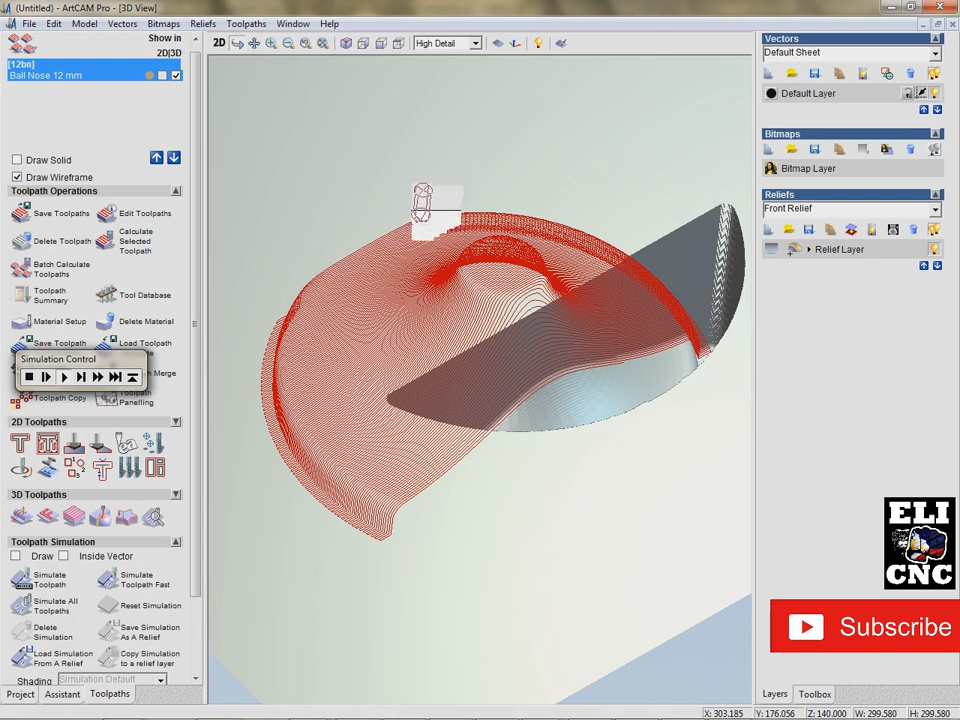 (Untitled) - ArtCAM Pro - [3D View]
File Edit Model Vectors Bitmaps Reliefs Toolpaths Window Help
Show in
2D|3D
[12bn]
Ball Nose 12 mm
Draw Solid
Draw Wireframe
Toolpath Operations
Save Toolpaths
Edit Toolpaths
Delete Toolpath
Calculate
Selected
Toolpath
Batch Calculate
Toolpaths
Toolpath
Summary
Tool Database
Material Setup
Delete Material
Save Toolpath
Load Toolpath
Simulation Control
Merge
Toolpath Copy
Toolpath
Panelling
2D Toolpaths
3D Toolpaths
Toolpath Simulation
Draw
Inside Vector
Simulate
Toolpath
Simulate
Toolpath Fast
Simulate All
Toolpaths
Reset Simulation
Delete
Simulation
Save Simulation
As A Relief
Load Simulation
From A Relief
Copy Simulation
to a relief layer
Shading
Simulation Default
Project Assistant Toolpaths
2D
High Detail
Vectors
Default Sheet
Default Layer
Bitmaps
Bitmap Layer
Reliefs
Front Relief
Relief Layer
ELI
CNC
Subscribe
Layers Toolbox
X: 303.185 Y: 176.056 Z: 140.000 W: 299.580 H: 299.580